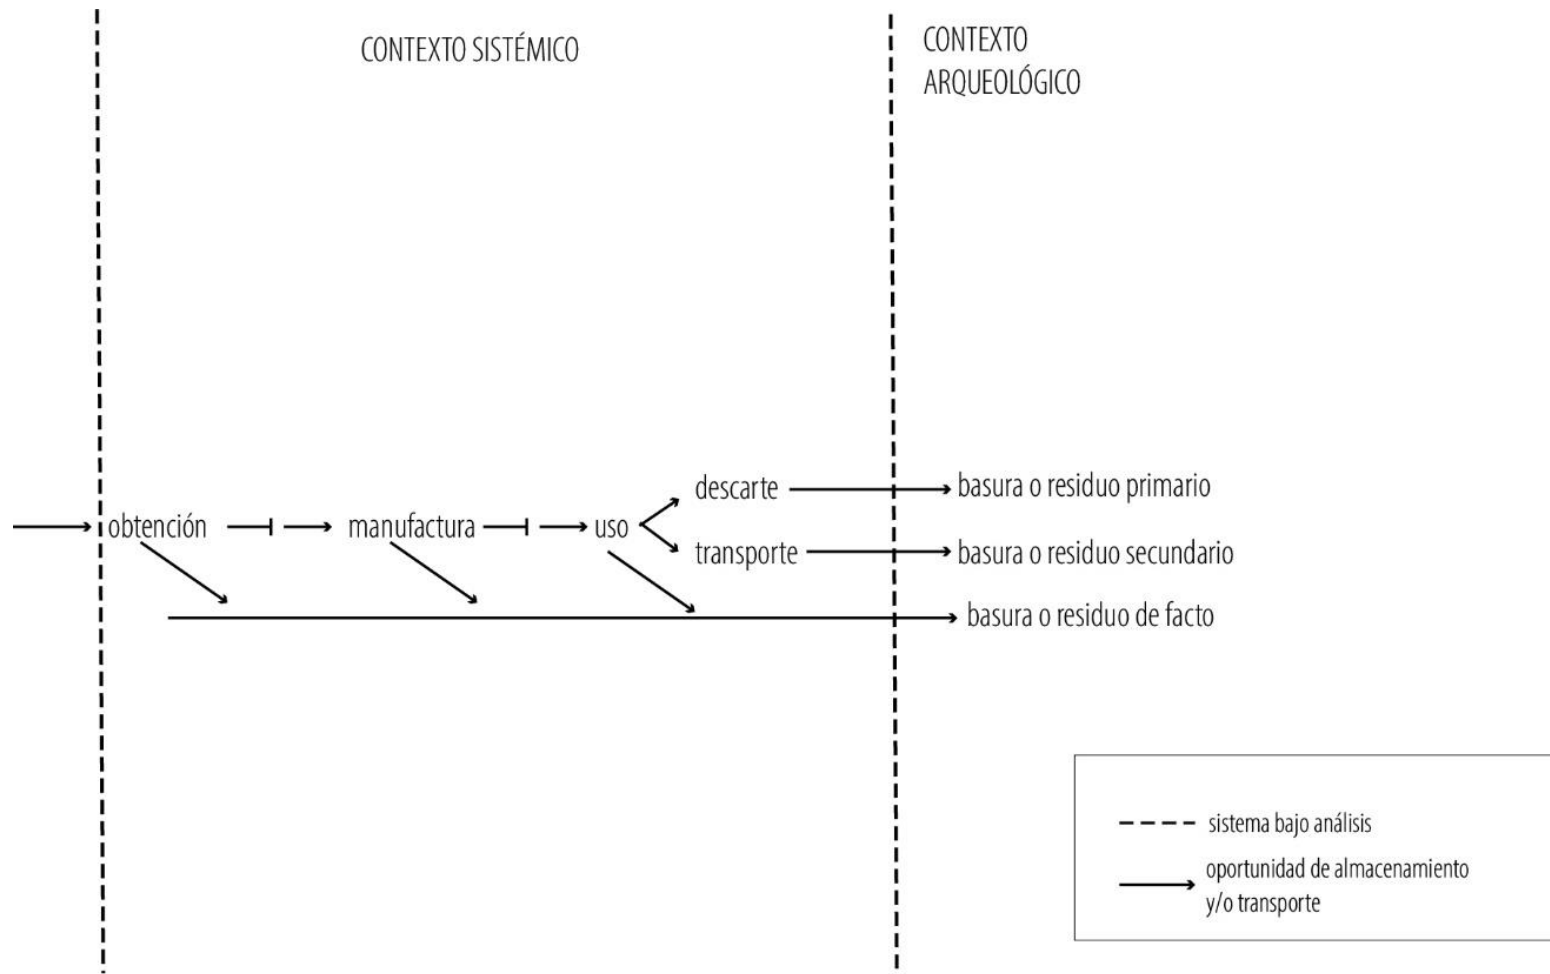 CONTEXTO SISTÉMICO
CONTEXTO
ARQUEOLÓGICO
descarte
basura o residuo primario
obtención
manufactura
uso
transporte
basura o residuo secundario
basura o residuo de facto
sistema bajo análisis
oportunidad de almacenamiento
y/o transporte